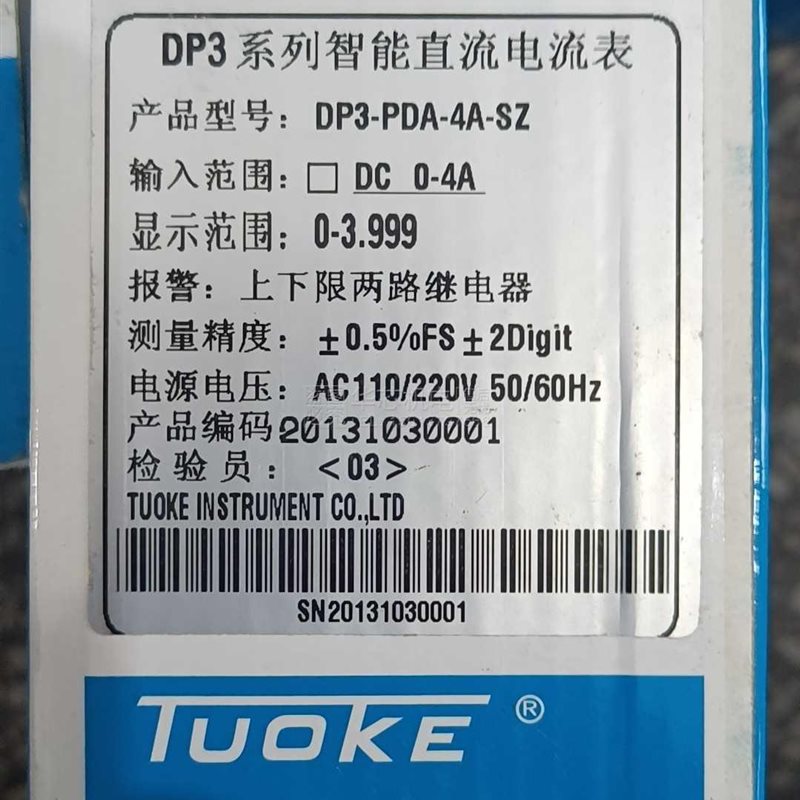 DP3系列智能直流电流表
产品型号：DP3-PDA-4A-SZ
输入范围：□ DC 0-4A
显示范围：0-3.999
报警：上下限两路继电器
测量精度：±0.5%FS±2Digit
电源电压：AC110/220V 50/60Hz
产品编码20131030001
检验员：<03>
TUOKE INSTRUMENT CO.,LTD
SN20131030001
TUOKE ®